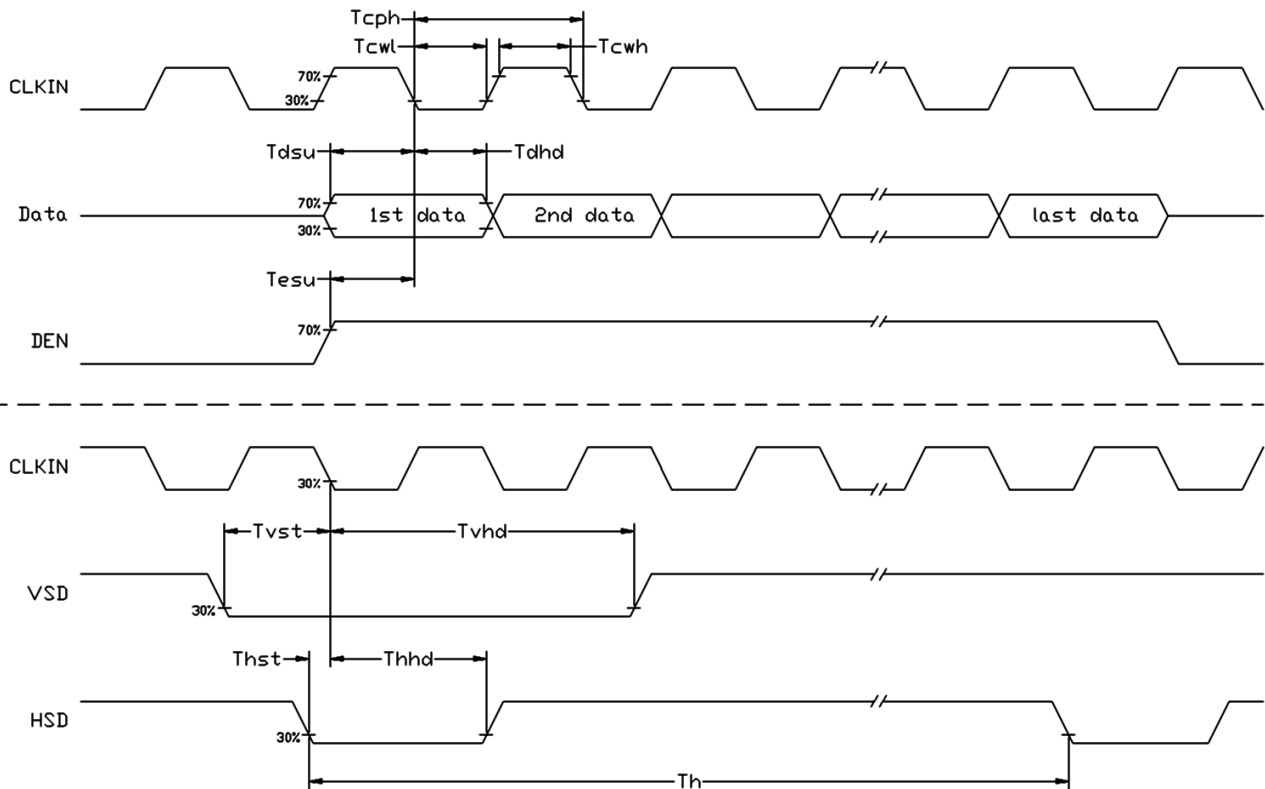 Tcph
Tcwl Tcwh
CLKIN 70%
30%
Tdsu Tdhd
Data 70% 1st data 2nd data last data
30%
Tesu
DEN 70%
CLKIN
30%
Tvst Tvhd
VSD
30%
Thst Thhd
HSD
30%
Th